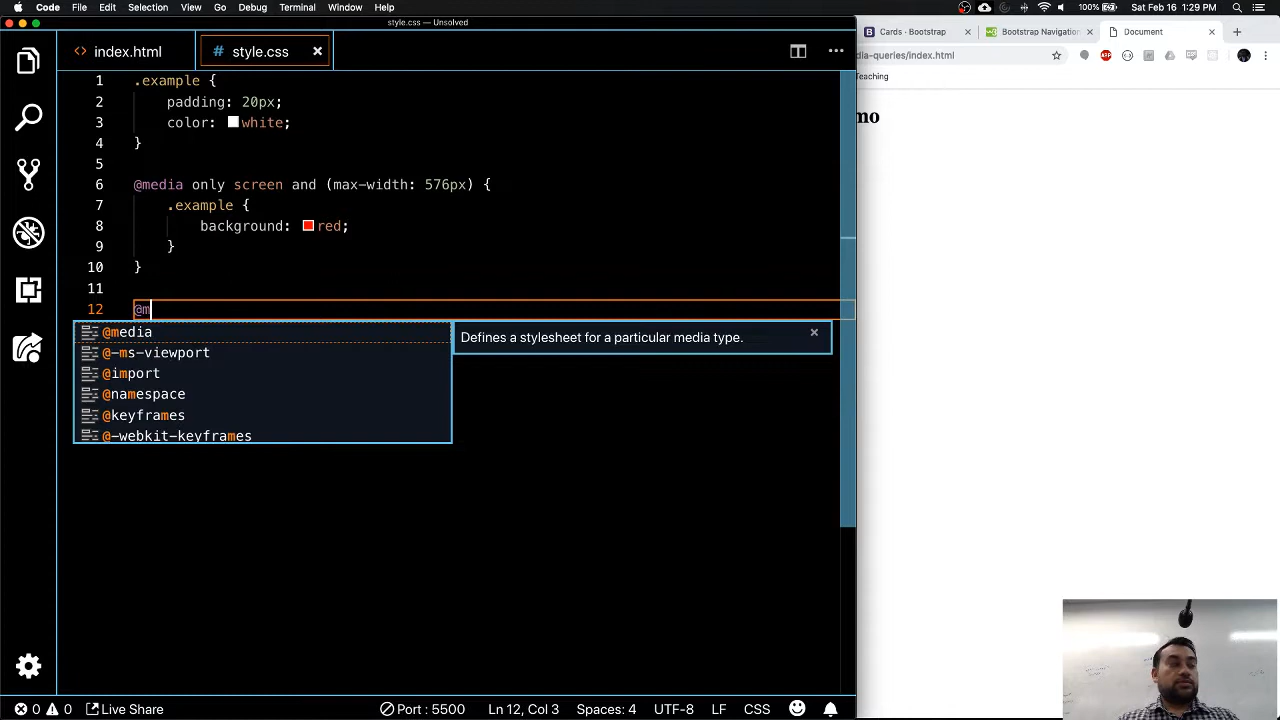 Code File Edit Selection View Go Debug Terminal Window Help 100% Sat Feb 16 1:29 PM
style.css — Unsolved
index.html
style.css
Cards · Bootstrap
Bootstrap Navigation
Document
dia-queries/index.html
Teaching
1 .example {
2 padding: 20px;
3 color: white;
4 }
5
6 @media only screen and (max-width: 576px) {
7 .example {
8 background: red;
9 }
10 }
11
12 @m
@media
Defines a stylesheet for a particular media type.
@-ms-viewport
@import
@namespace
@keyframes
@-webkit-keyframes
mo
0 0 Live Share Port : 5500 Ln 12, Col 3 Spaces: 4 UTF-8 LF CSS